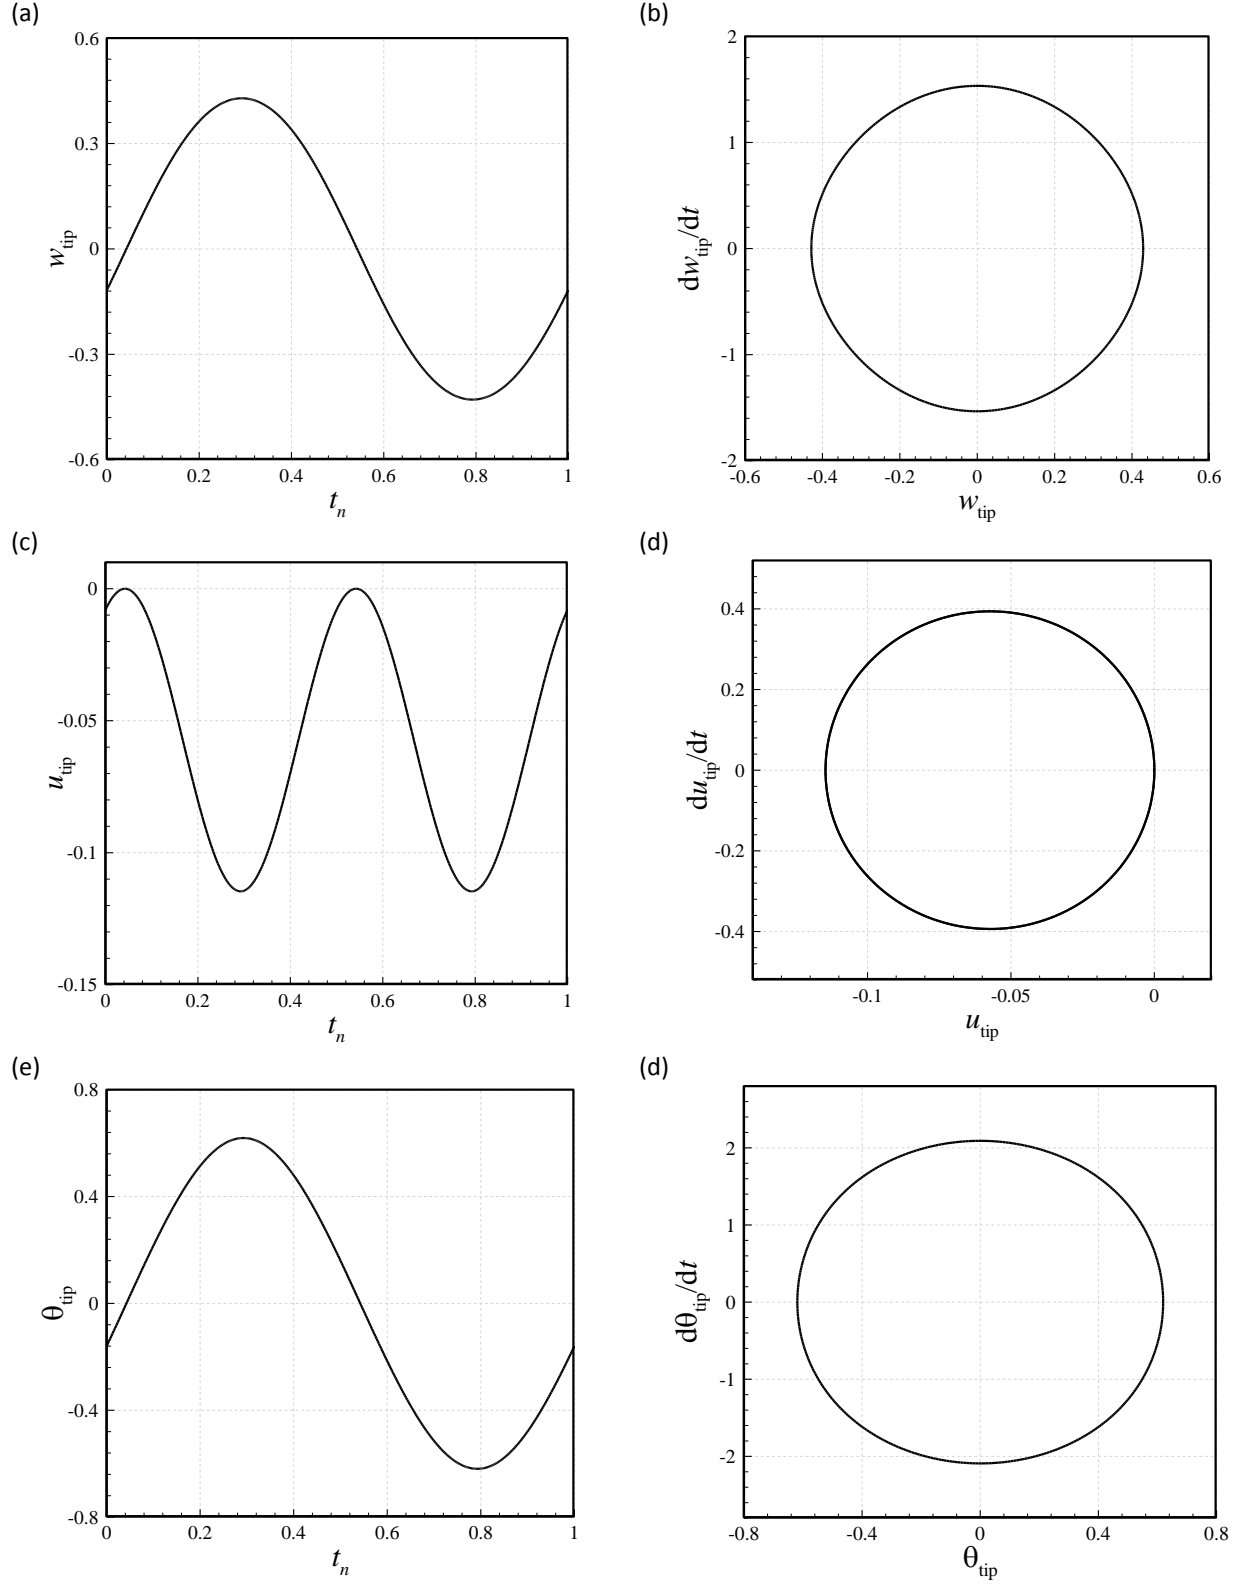 (a)
0.6
0.3
0
-0.3
-0.6
w_tip
0 0.2 0.4 0.6 0.8 1
t_n
(b)
2
1
0
-1
-2
dw_tip/dt
-0.6 -0.4 -0.2 0 0.2 0.4 0.6
w_tip
(c)
0
-0.05
-0.1
-0.15
u_tip
0 0.2 0.4 0.6 0.8 1
t_n
(d)
0.4
0.2
0
-0.2
-0.4
du_tip/dt
-0.1 -0.05 0
u_tip
(e)
0.8
0.4
0
-0.4
-0.8
θ_tip
0 0.2 0.4 0.6 0.8 1
t_n
(d)
2
1
0
-1
-2
dθ_tip/dt
-0.8 -0.4 0 0.4 0.8
θ_tip